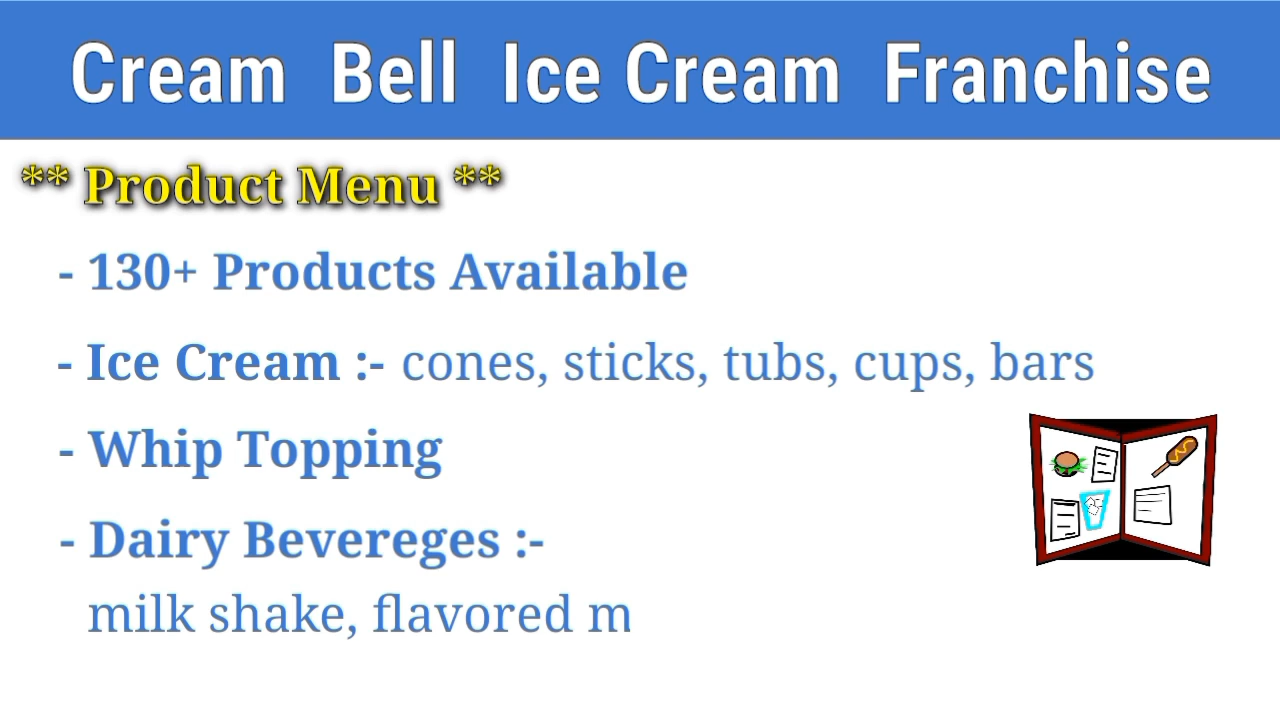 Cream Bell Ice Cream Franchise
** Product Menu **
- 130+ Products Available
- Ice Cream :- cones, sticks, tubs, cups, bars
- Whip Topping
- Dairy Bevereges :-
milk shake, flavored m